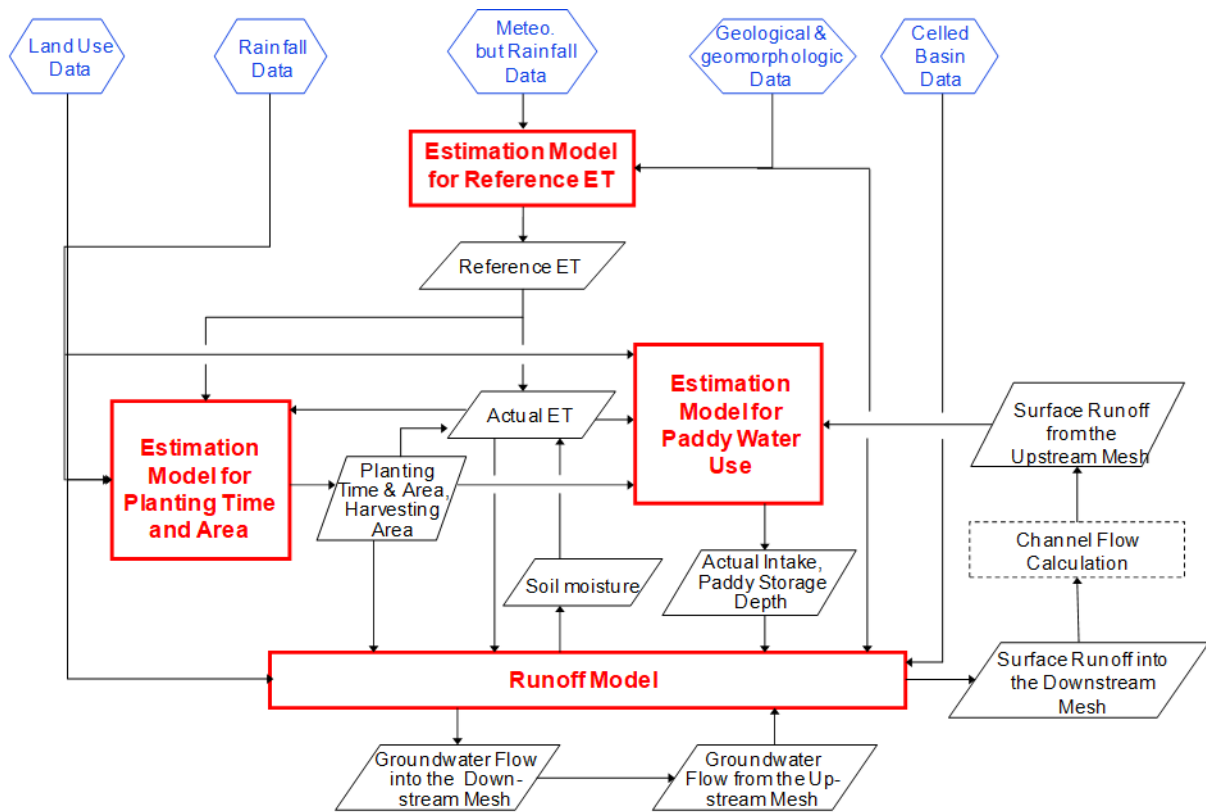 Land Use
Data
Rainfall
Data
Meteo.
but Rainfall
Data
Geological &
geomorphologic
Data
Celled
Basin
Data
Estimation Model
for Reference ET
Reference ET
Estimation
Model for
Planting Time
and Area
Actual ET
Planting
Time & Area,
Harvesting
Area
Estimation
Model for
Paddy Water
Use
Surface Runoff
from the
Upstream Mesh
Channel Flow
Calculation
Soil moisture
Actual Intake,
Paddy Storage
Depth
Runoff Model
Surface Runoff into
the Downstream
Mesh
Groundwater Flow
into the Down-
stream Mesh
Groundwater
Flow from the Up-
stream Mesh